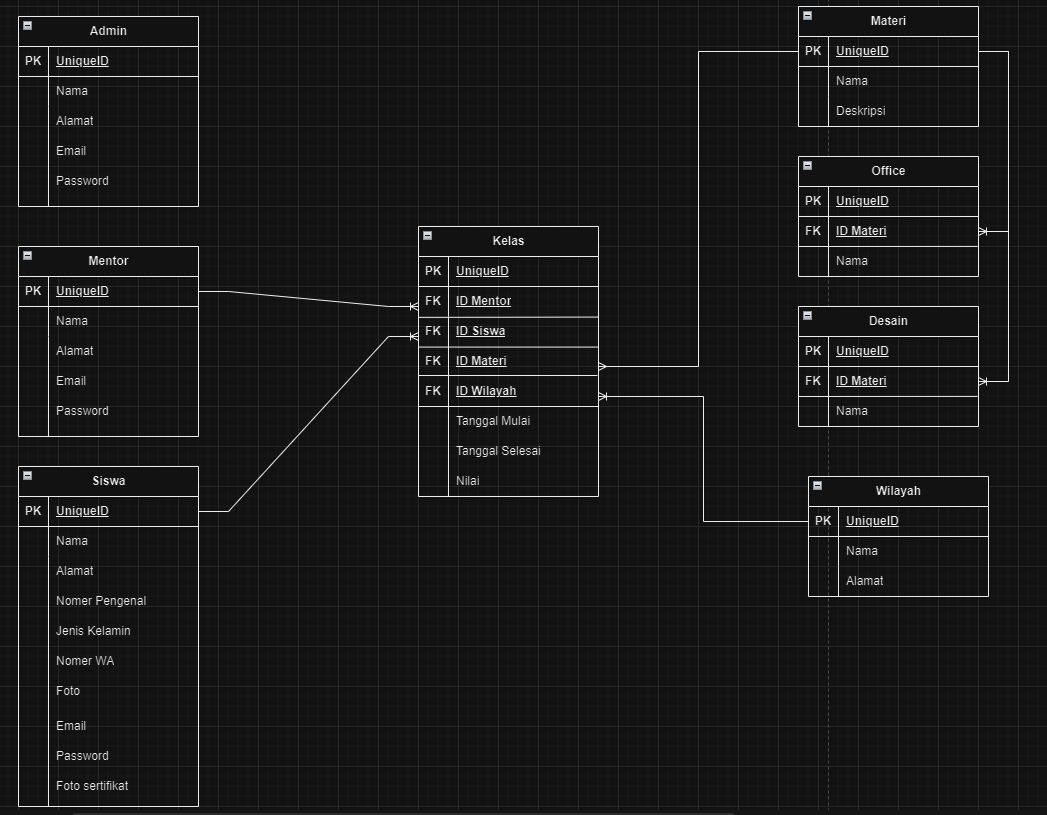 Admin
PK UniqueID
Nama
Alamat
Email
Password
Mentor
PK UniqueID
Nama
Alamat
Email
Password
Siswa
PK UniqueID
Nama
Alamat
Nomer Pengenal
Jenis Kelamin
Nomer WA
Foto
Email
Password
Foto sertifikat
Kelas
PK UniqueID
FK ID Mentor
FK ID Siswa
FK ID Materi
FK ID Wilayah
Tanggal Mulai
Tanggal Selesai
Nilai
Materi
PK UniqueID
Nama
Deskripsi
Office
PK UniqueID
FK ID Materi
Nama
Desain
PK UniqueID
FK ID Materi
Nama
Wilayah
PK UniqueID
Nama
Alamat